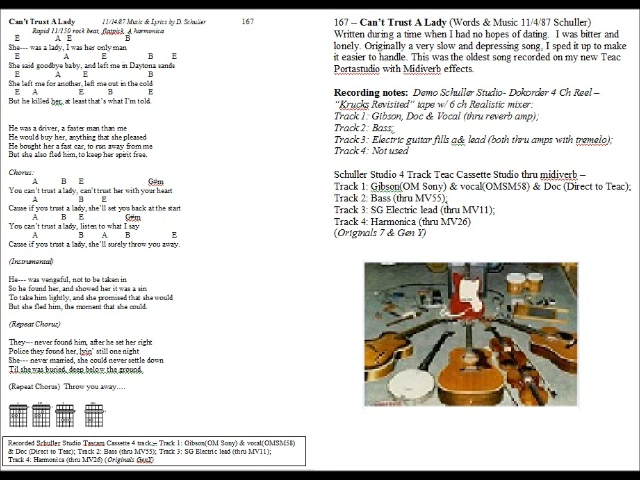 Can't Trust A Lady 11/14/87 Music & Lyrics by D. Schuller 167
Rapid 11/150 rock beat, flatpick, A harmonica
E A E B
She--- was a lady, I was her only man
E A E B
She said goodbye baby, and left me in Daytona sands
E A E B
She left me for another, left me out in the cold
E A B E
But he killed her, at least that's what I'm told.
He was a driver, a faster man than me
He would buy her, anything that she pleased
He bought her a fast car, to run away from me
But she also fled him, to keep her spirit free.
Chorus:
A B E G#m
You can't trust a lady, can't trust her with your heart
A B E
Cause if you trust a lady, she'll set you back at the start
A B E G#m
You can't trust a lady, listen to what I say
A B A B E
Cause if you trust a lady, she'll surely throw you away.
(Instrumental)
He--- was vengeful, not to be taken in
So he found her, and showed her it was a sin
To take him lightly, and she promised that she would
But she fled him, the moment that she could.
(Repeat Chorus)
They--- never found him, after he set her right
Police they found her, lyin' still one night
She--- never married, she could never settle down
Til she was buried, deep below the ground.
(Repeat Chorus) Throw you away....
Recorded Schuller Studio Tascam Cassette 4 track:- Track 1: Gibson(OM Sony) & vocal(OMSM58)
& Doc (Direct to Tea); Track 2: Bass (thru MV55); Track 3: SG Electric lead (thru MV11);
Track 4: Harmonica (thru MV26) (Originals GenY)
167 – Can't Trust A Lady (Words & Music 11/4/87 Schuller)
Written during a time when I had no hopes of dating. I was bitter and
lonely. Originally a very slow and depressing song, I sped it up to make
it easier to handle. This was the oldest song recorded on my new Teac
Portastudio with Midiverb effects.
Recording notes: Demo Schuller Studio- Dokorder 4 Ch Reel –
"Krucks Revisited" tape w/ 6 ch Realistic mixer:
Track 1: Gibson, Doc & Vocal (thru reverb amp);
Track 2: Bass;
Track 3: Electric guitar fills a& lead (both thru amps with tremelo);
Track 4: Not used
Schuller Studio 4 Track Teac Cassette Studio thru midiverb –
Track 1: Gibson(OM Sony) & vocal(OMSM58) & Doc (Direct to Teac);
Track 2: Bass (thru MV55);
Track 3: SG Electric lead (thru MV11);
Track 4: Harmonica (thru MV26)
(Originals 7 & Gen Y)